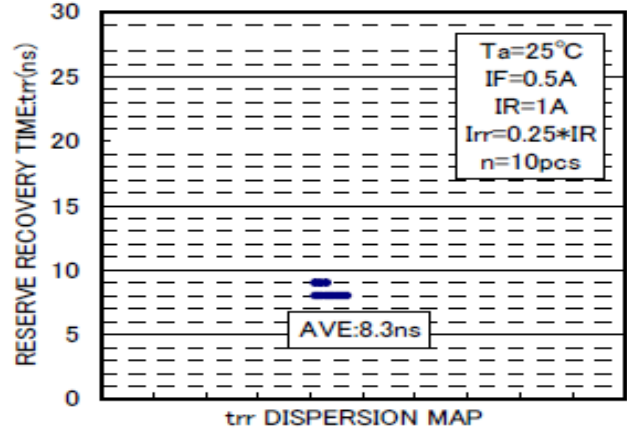 30
25
20
15
10
5
0
RESERVE RECOVERY TIME:trr(ns)
Ta=25°C
IF=0.5A
IR=1A
Irr=0.25*IR
n=10pcs
AVE:8.3ns
trr DISPERSION MAP